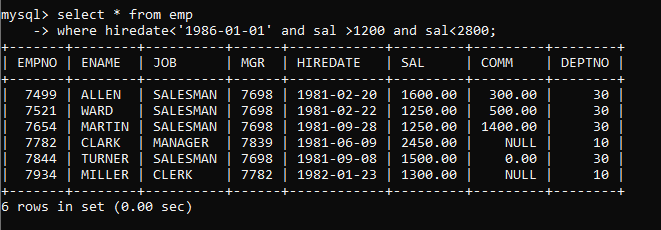 mysql> select * from emp
    -> where hiredate<'1986-01-01' and sal >1200 and sal<2800;
+-------+--------+----------+------+------------+---------+---------+--------+
| EMPNO | ENAME  | JOB      | MGR  | HIREDATE   | SAL     | COMM    | DEPTNO |
+-------+--------+----------+------+------------+---------+---------+--------+
|  7499 | ALLEN  | SALESMAN | 7698 | 1981-02-20 | 1600.00 |  300.00 |     30 |
|  7521 | WARD   | SALESMAN | 7698 | 1981-02-22 | 1250.00 |  500.00 |     30 |
|  7654 | MARTIN | SALESMAN | 7698 | 1981-09-28 | 1250.00 | 1400.00 |     30 |
|  7782 | CLARK  | MANAGER  | 7839 | 1981-06-09 | 2450.00 |    NULL |     10 |
|  7844 | TURNER | SALESMAN | 7698 | 1981-09-08 | 1500.00 |    0.00 |     30 |
|  7934 | MILLER | CLERK    | 7782 | 1982-01-23 | 1300.00 |    NULL |     10 |
+-------+--------+----------+------+------------+---------+---------+--------+
6 rows in set (0.00 sec)